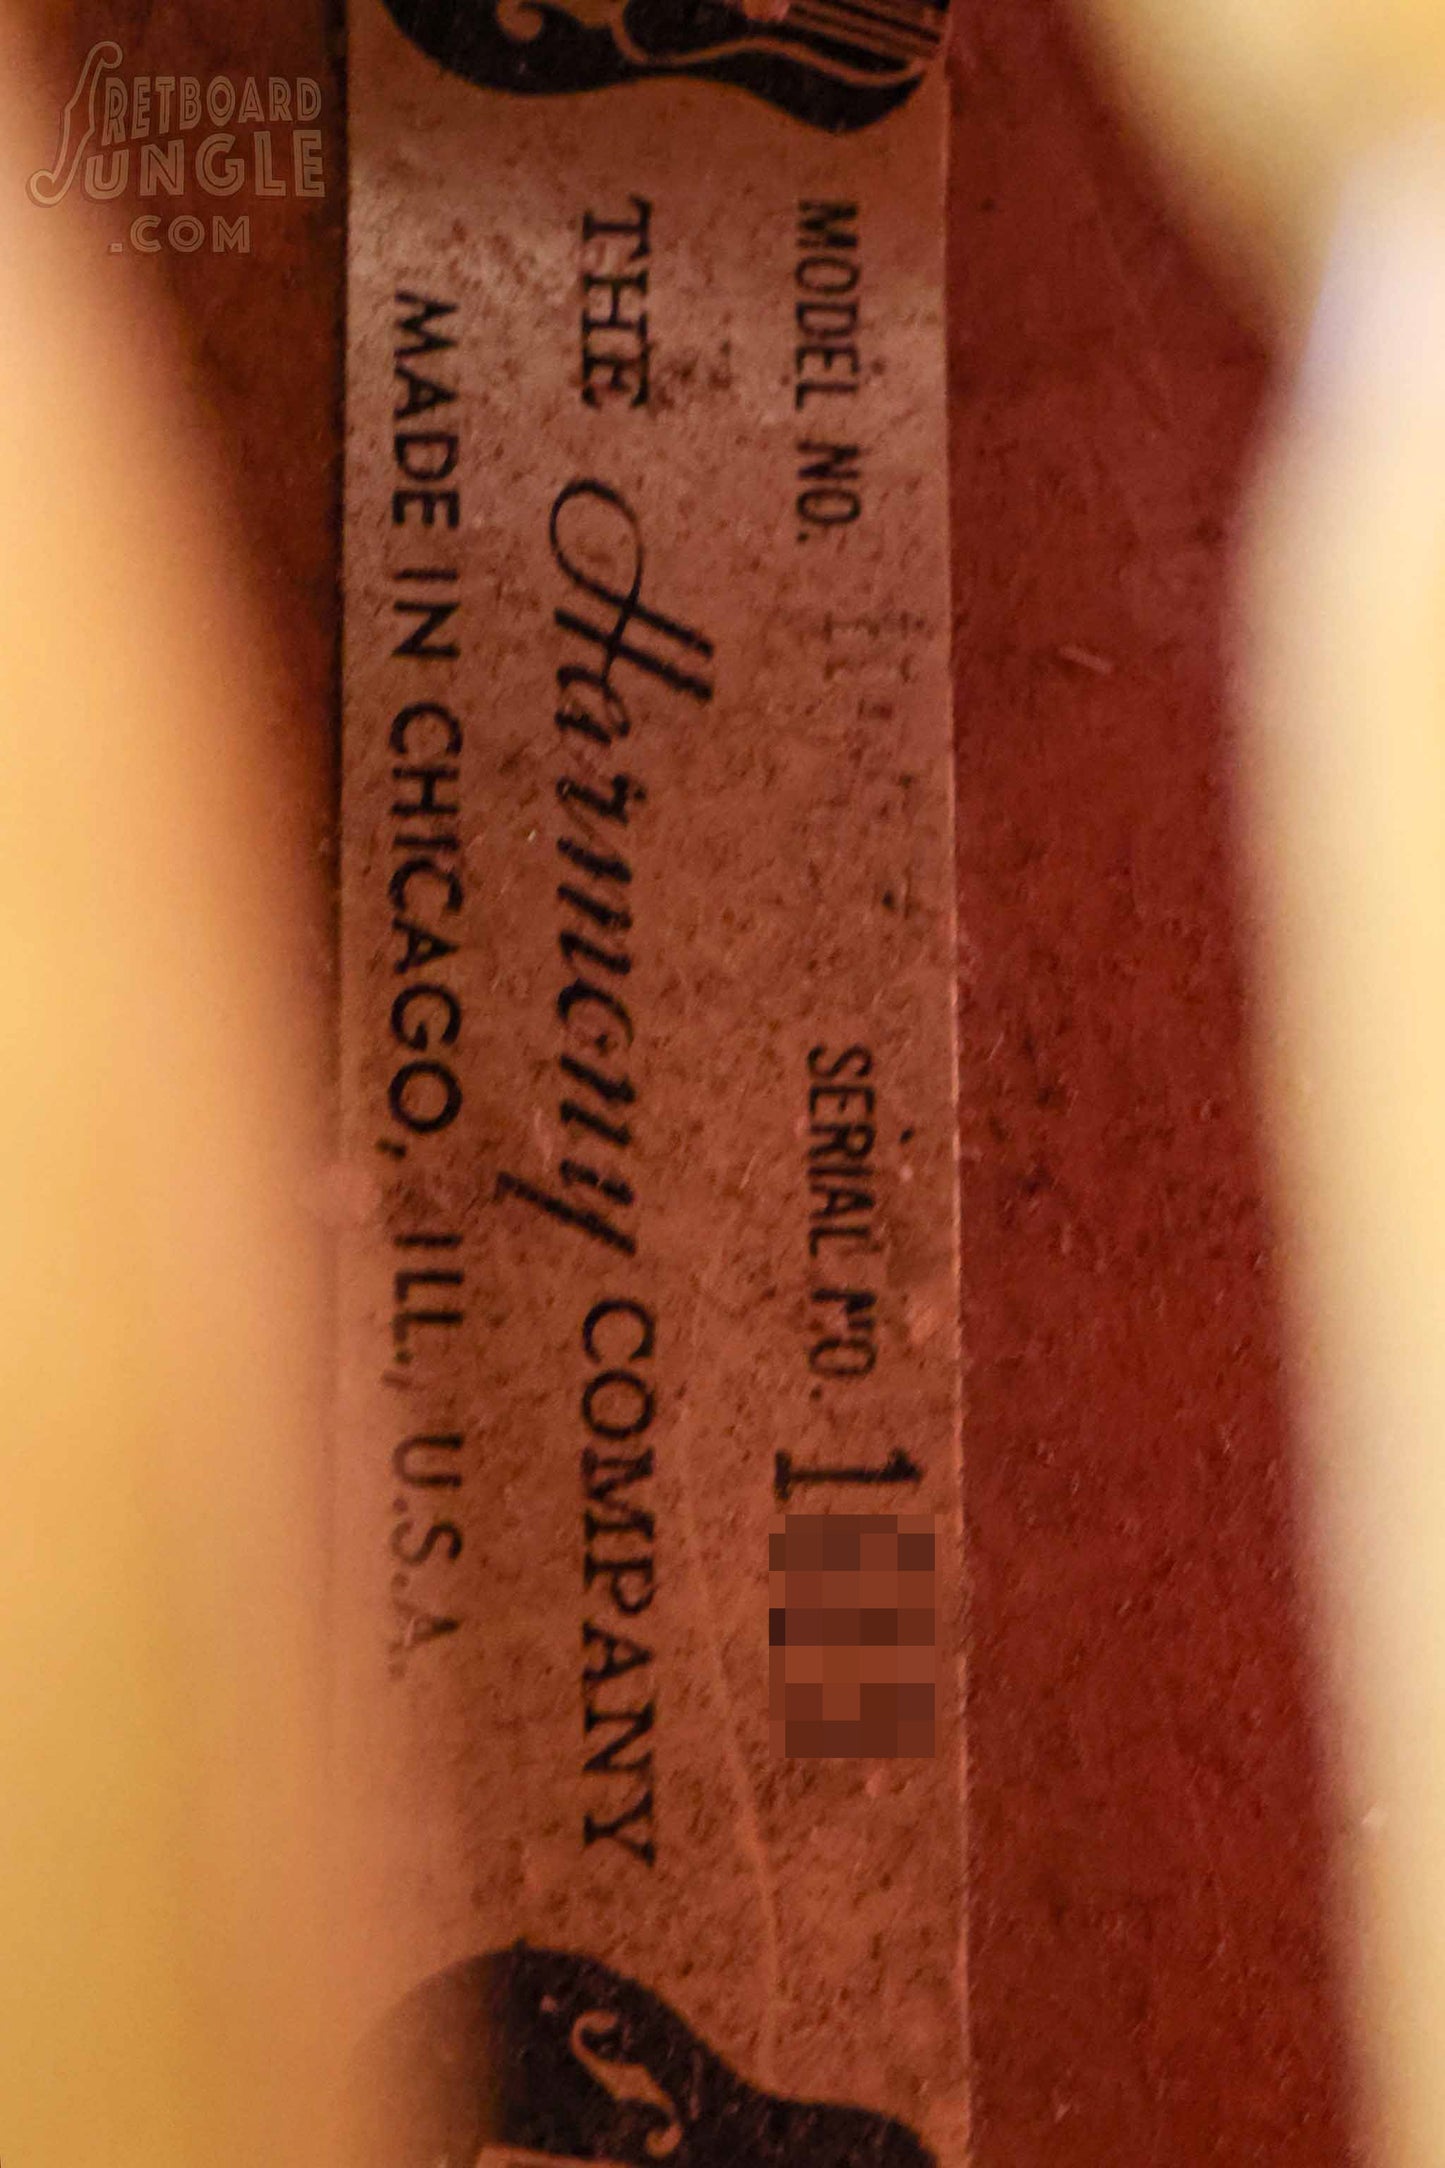 FRETBOARD
JUNGLE
.COM
MODEL NO.
SERIAL NO. 1
THE Harmony COMPANY
MADE IN CHICAGO, ILL., U.S.A.